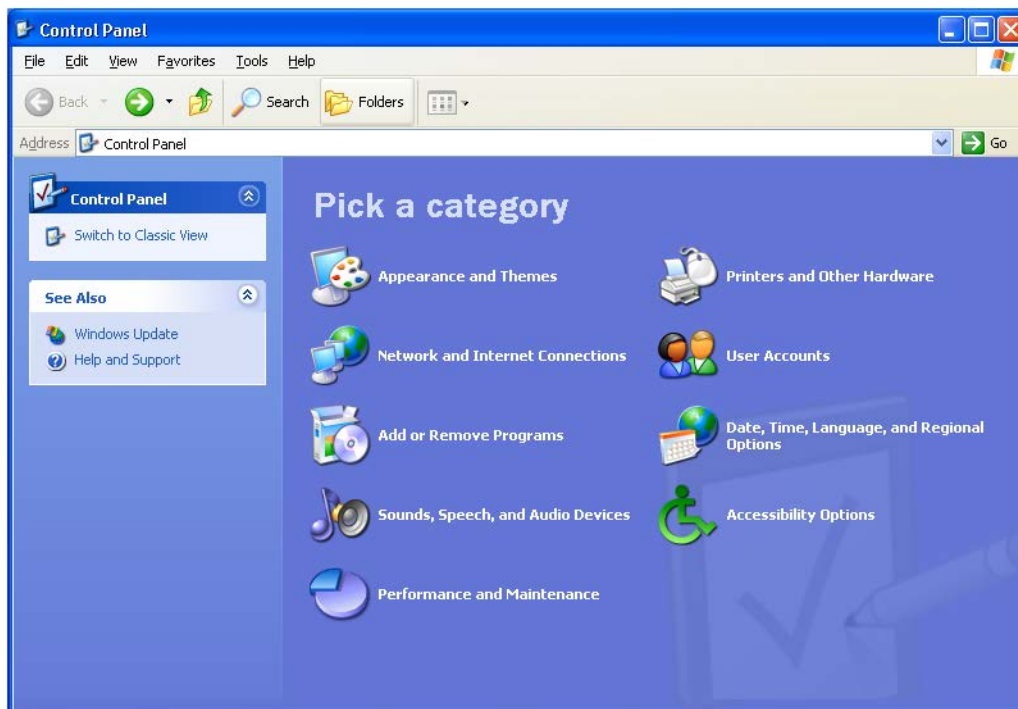 Control Panel
File Edit View Favorites Tools Help
Back Search Folders
Address Control Panel Go
Control Panel
Switch to Classic View
See Also
Windows Update
Help and Support
Pick a category
Appearance and Themes
Printers and Other Hardware
Network and Internet Connections
User Accounts
Add or Remove Programs
Date, Time, Language, and Regional
Options
Sounds, Speech, and Audio Devices
Accessibility Options
Performance and Maintenance